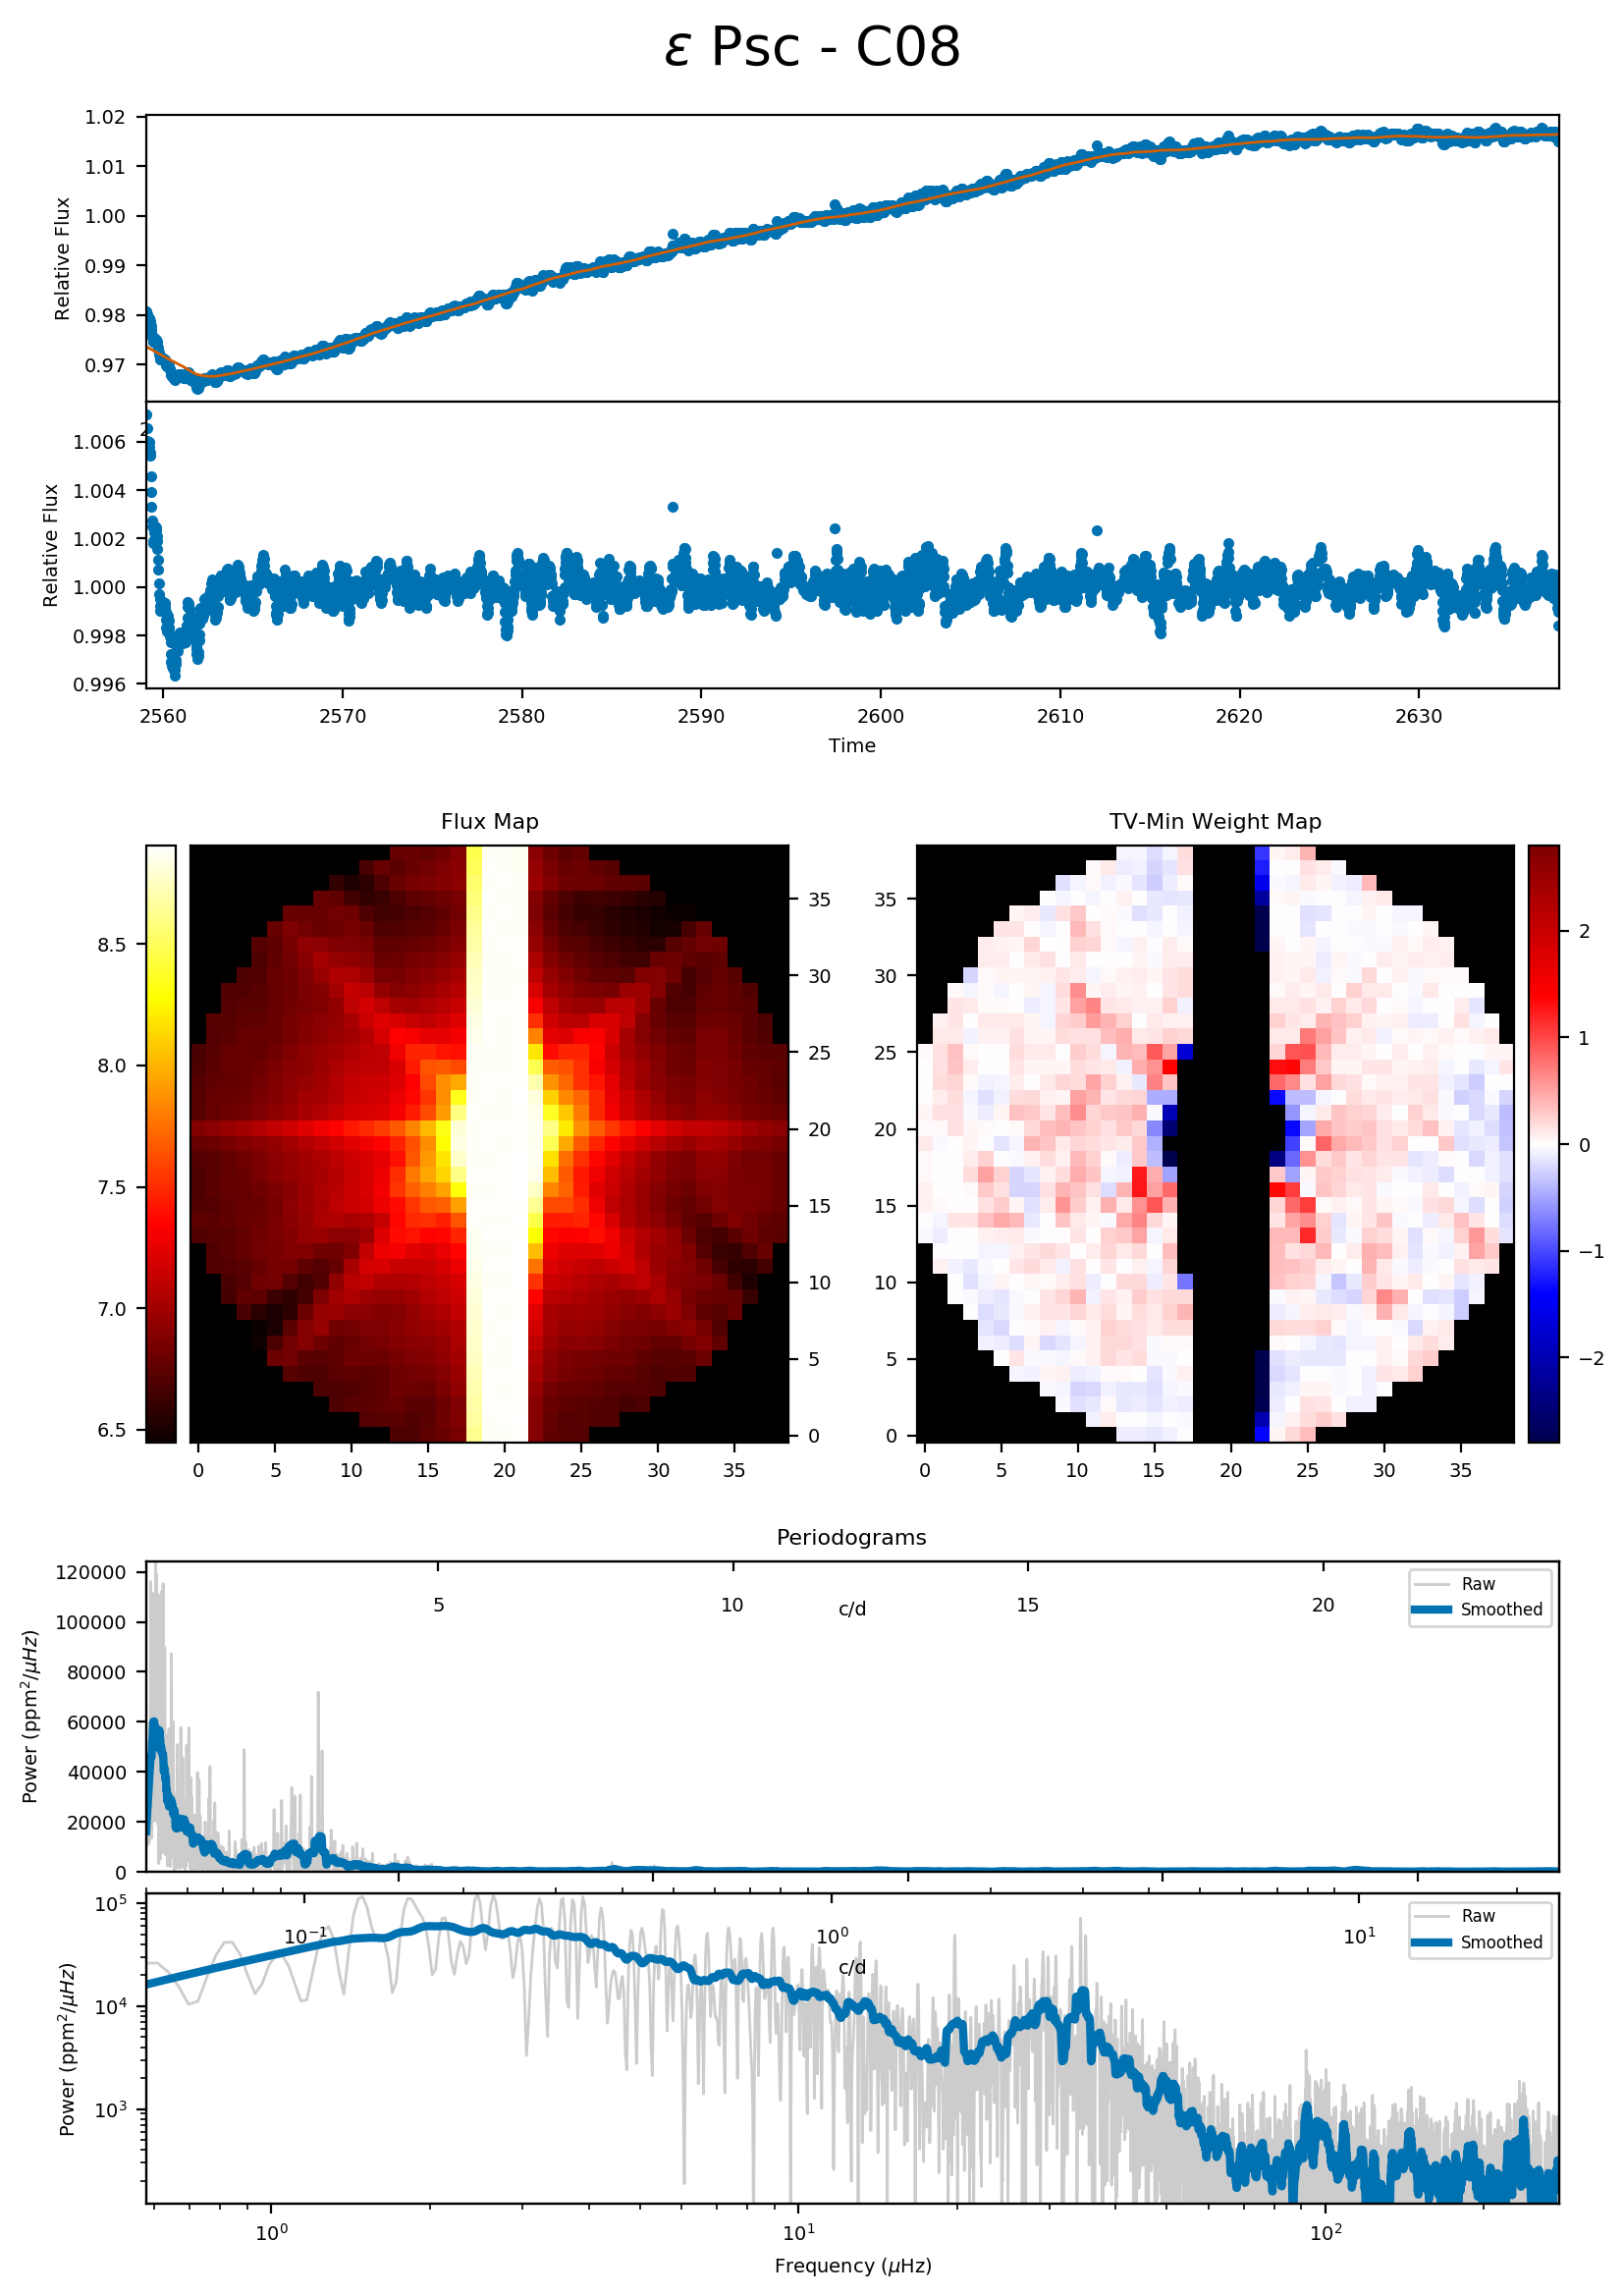 ε Psc - C08
1.02
1.01
1.00
0.99
0.98
0.97
Relative Flux
2
1.006
1.004
1.002
1.000
0.998
0.996
Relative Flux
2560 2570 2580 2590 2600 2610 2620 2630
Time
Flux Map
TV-Min Weight Map
8.5
8.0
7.5
7.0
6.5
35
30
25
20
15
10
5
0
0 5 10 15 20 25 30 35
35
30
25
20
15
10
5
0
0 5 10 15 20 25 30 35
2
1
0
−1
−2
Periodograms
120000
100000
80000
60000
40000
20000
0
Power (ppm²/μHz)
5 10 15 20
c/d
Raw
Smoothed
10⁵
10⁴
10³
Power (ppm²/μHz)
10⁻¹ 10⁰ 10¹
c/d
Raw
Smoothed
10⁰ 10¹ 10²
Frequency (μHz)